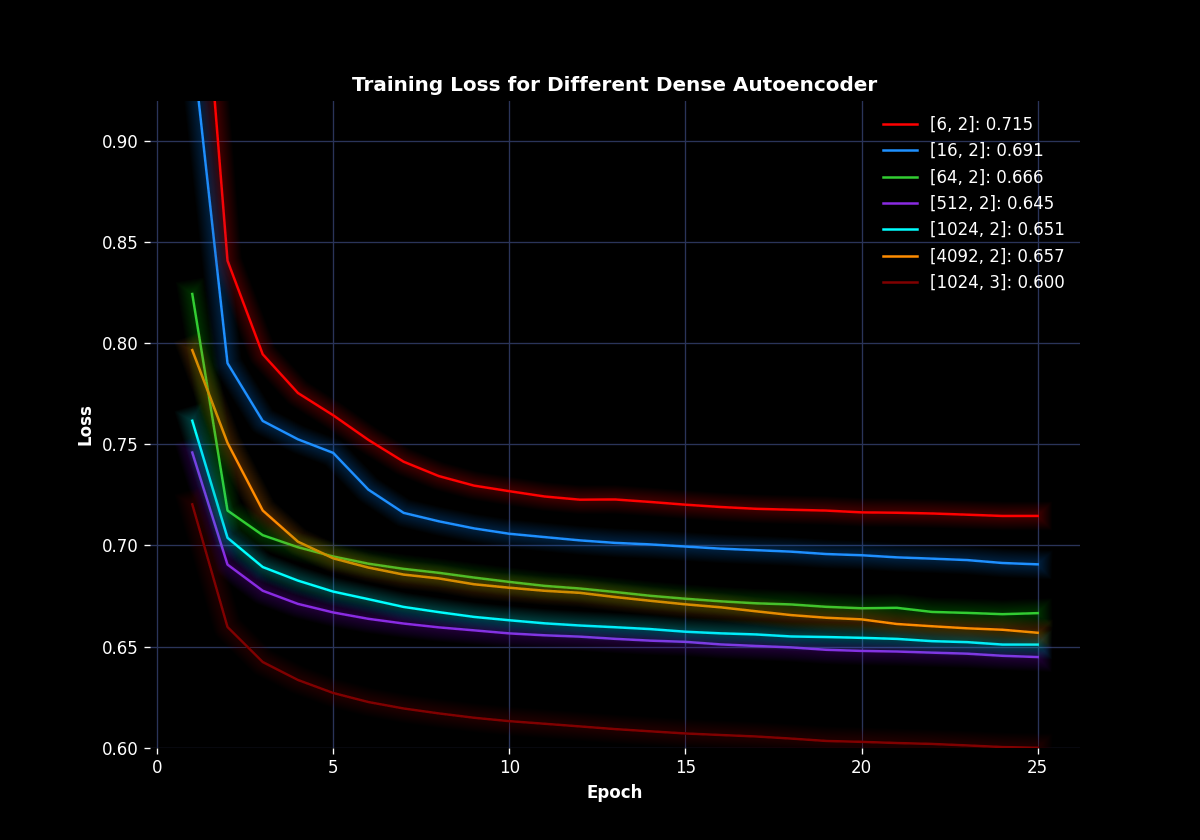 Training Loss for Different Dense Autoencoder
[6, 2]: 0.715
[16, 2]: 0.691
[64, 2]: 0.666
[512, 2]: 0.645
[1024, 2]: 0.651
[4092, 2]: 0.657
[1024, 3]: 0.600
0.90
0.85
0.80
0.75
0.70
0.65
0.60
Loss
0 5 10 15 20 25
Epoch